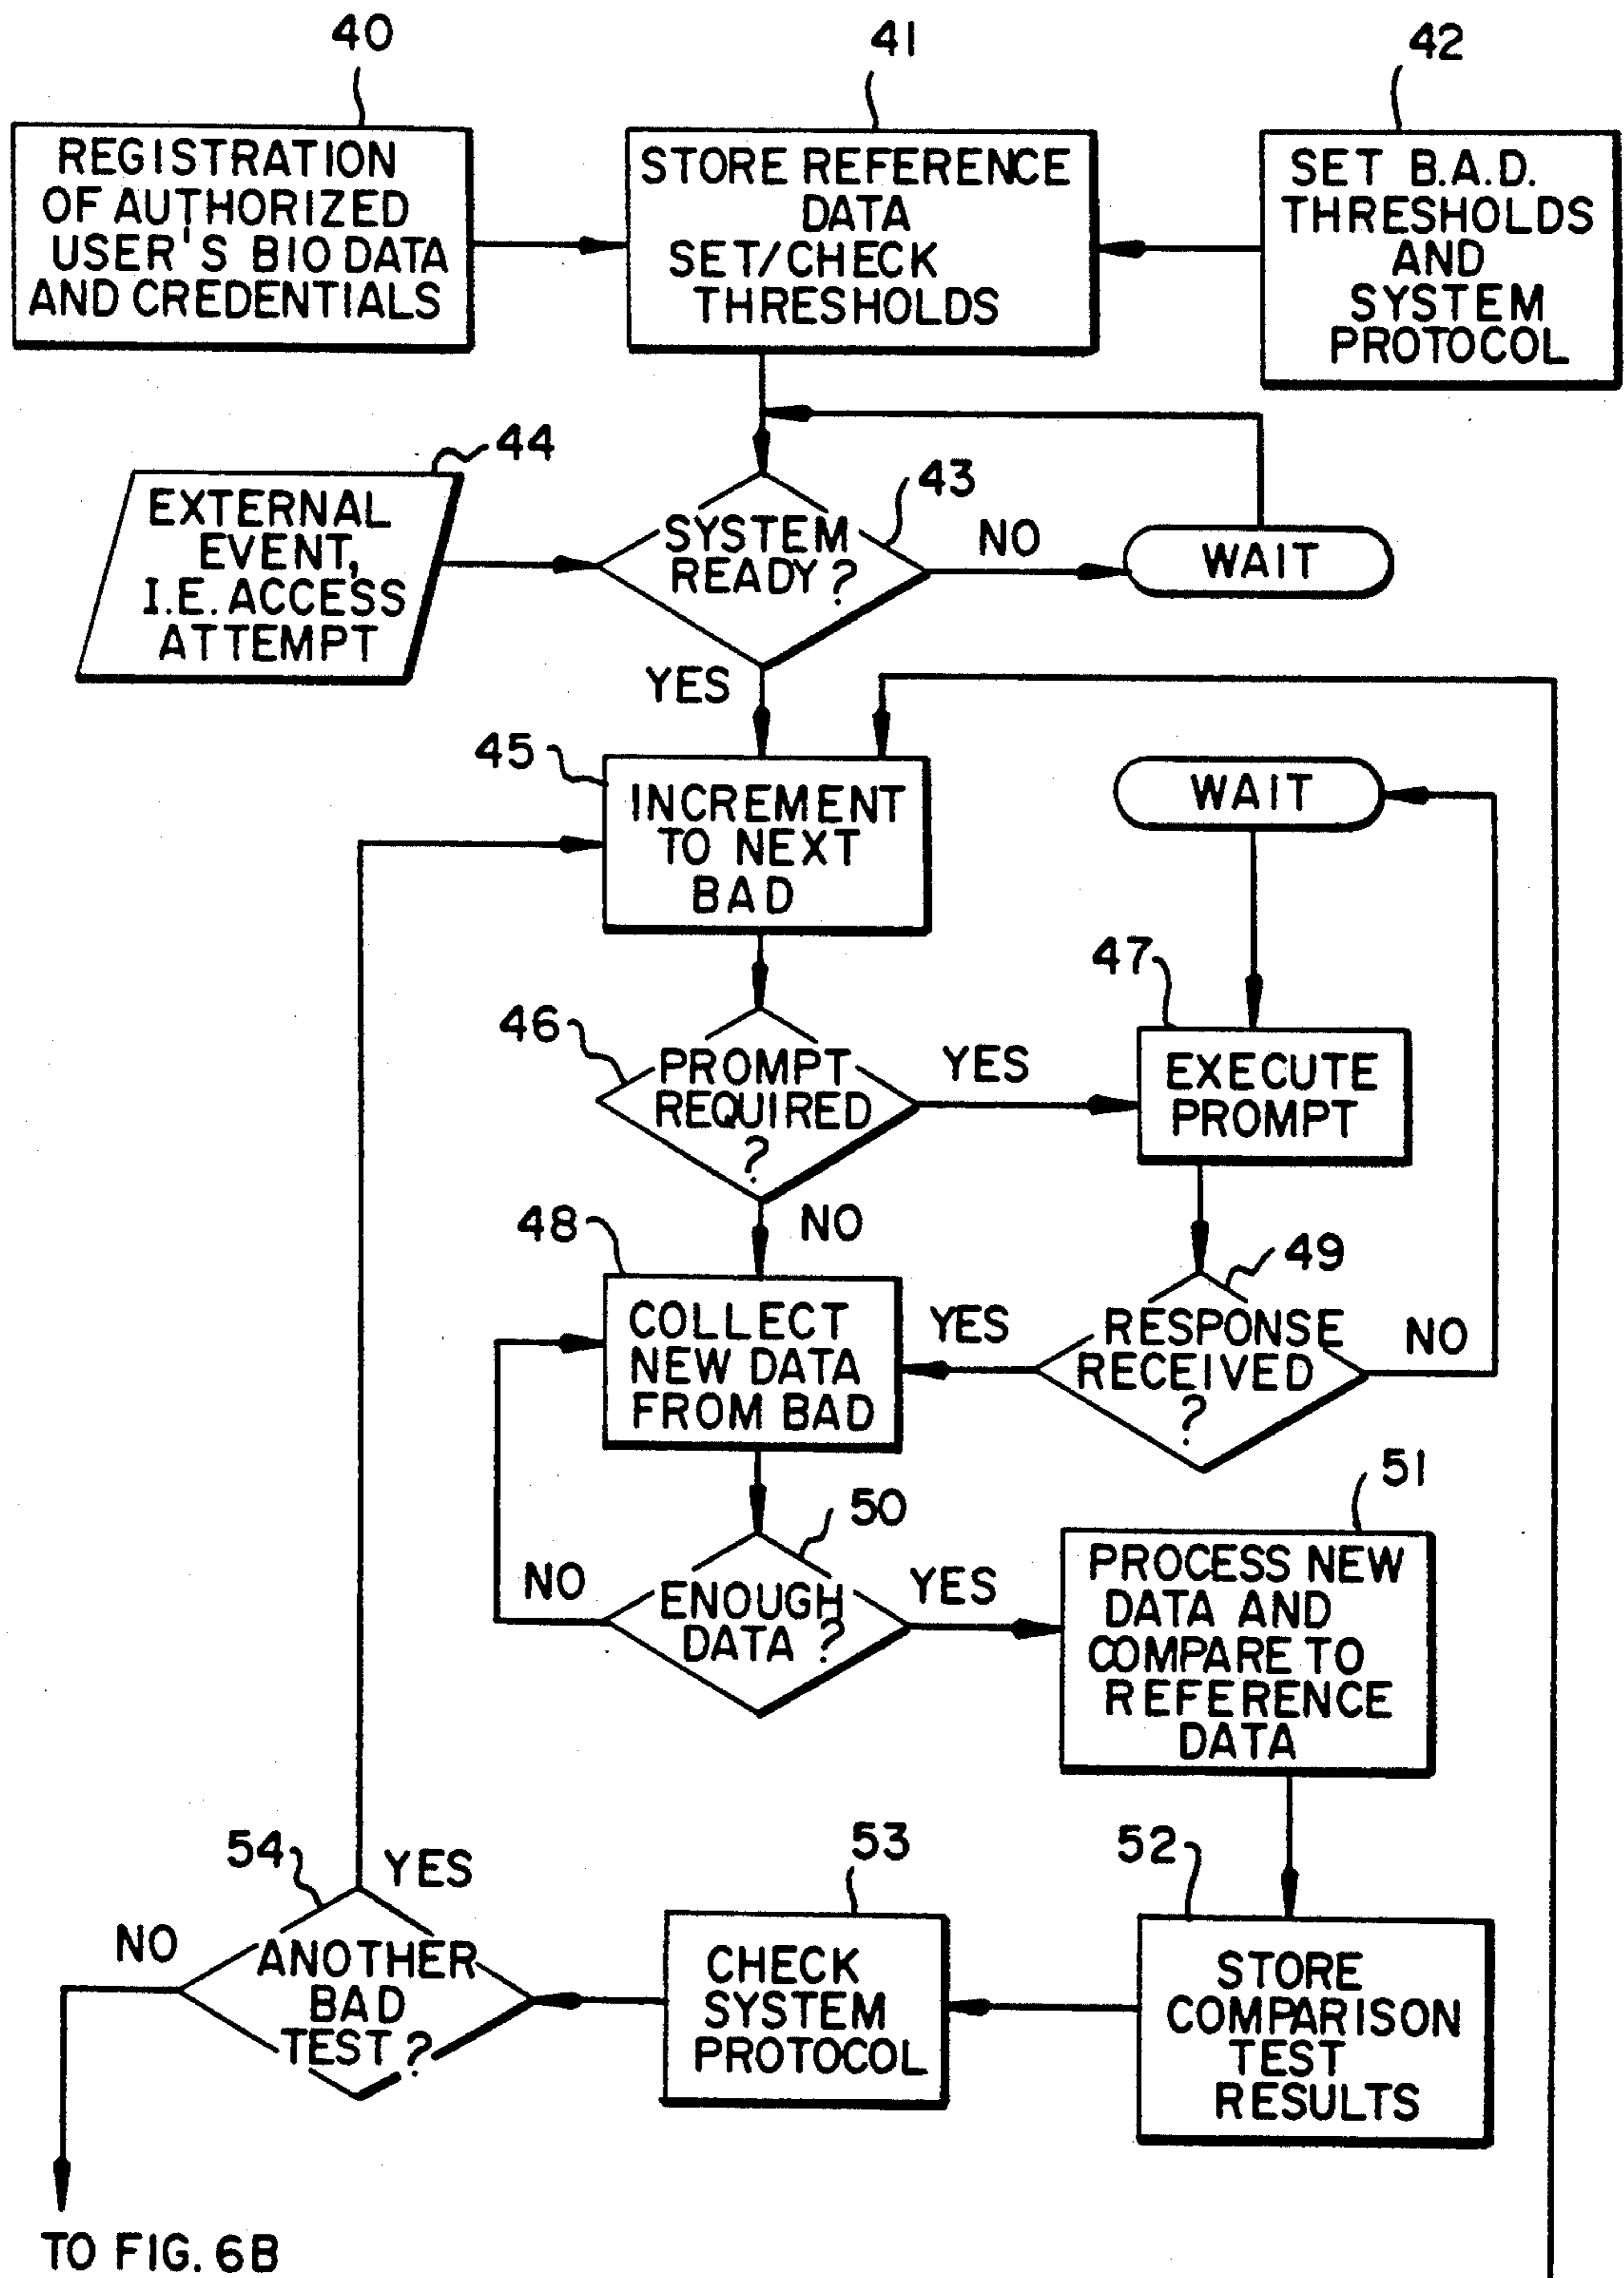 40
41
42
REGISTRATION
OF AUTHORIZED
USER'S BIO DATA
AND CREDENTIALS
STORE REFERENCE
DATA
SET/CHECK
THRESHOLDS
SET B.A.D.
THRESHOLDS
AND
SYSTEM
PROTOCOL
44
EXTERNAL
EVENT,
I.E. ACCESS
ATTEMPT
43
SYSTEM
READY?
NO
WAIT
YES
45
INCREMENT
TO NEXT
BAD
WAIT
46
PROMPT
REQUIRED
?
YES
47
EXECUTE
PROMPT
NO
48
COLLECT
NEW DATA
FROM BAD
YES
49
RESPONSE
RECEIVED
?
NO
50
ENOUGH
DATA?
NO
YES
51
PROCESS NEW
DATA AND
COMPARE TO
REFERENCE
DATA
52
STORE
COMPARISON
TEST
RESULTS
53
CHECK
SYSTEM
PROTOCOL
54
YES
ANOTHER
BAD
TEST?
NO
TO FIG. 6B